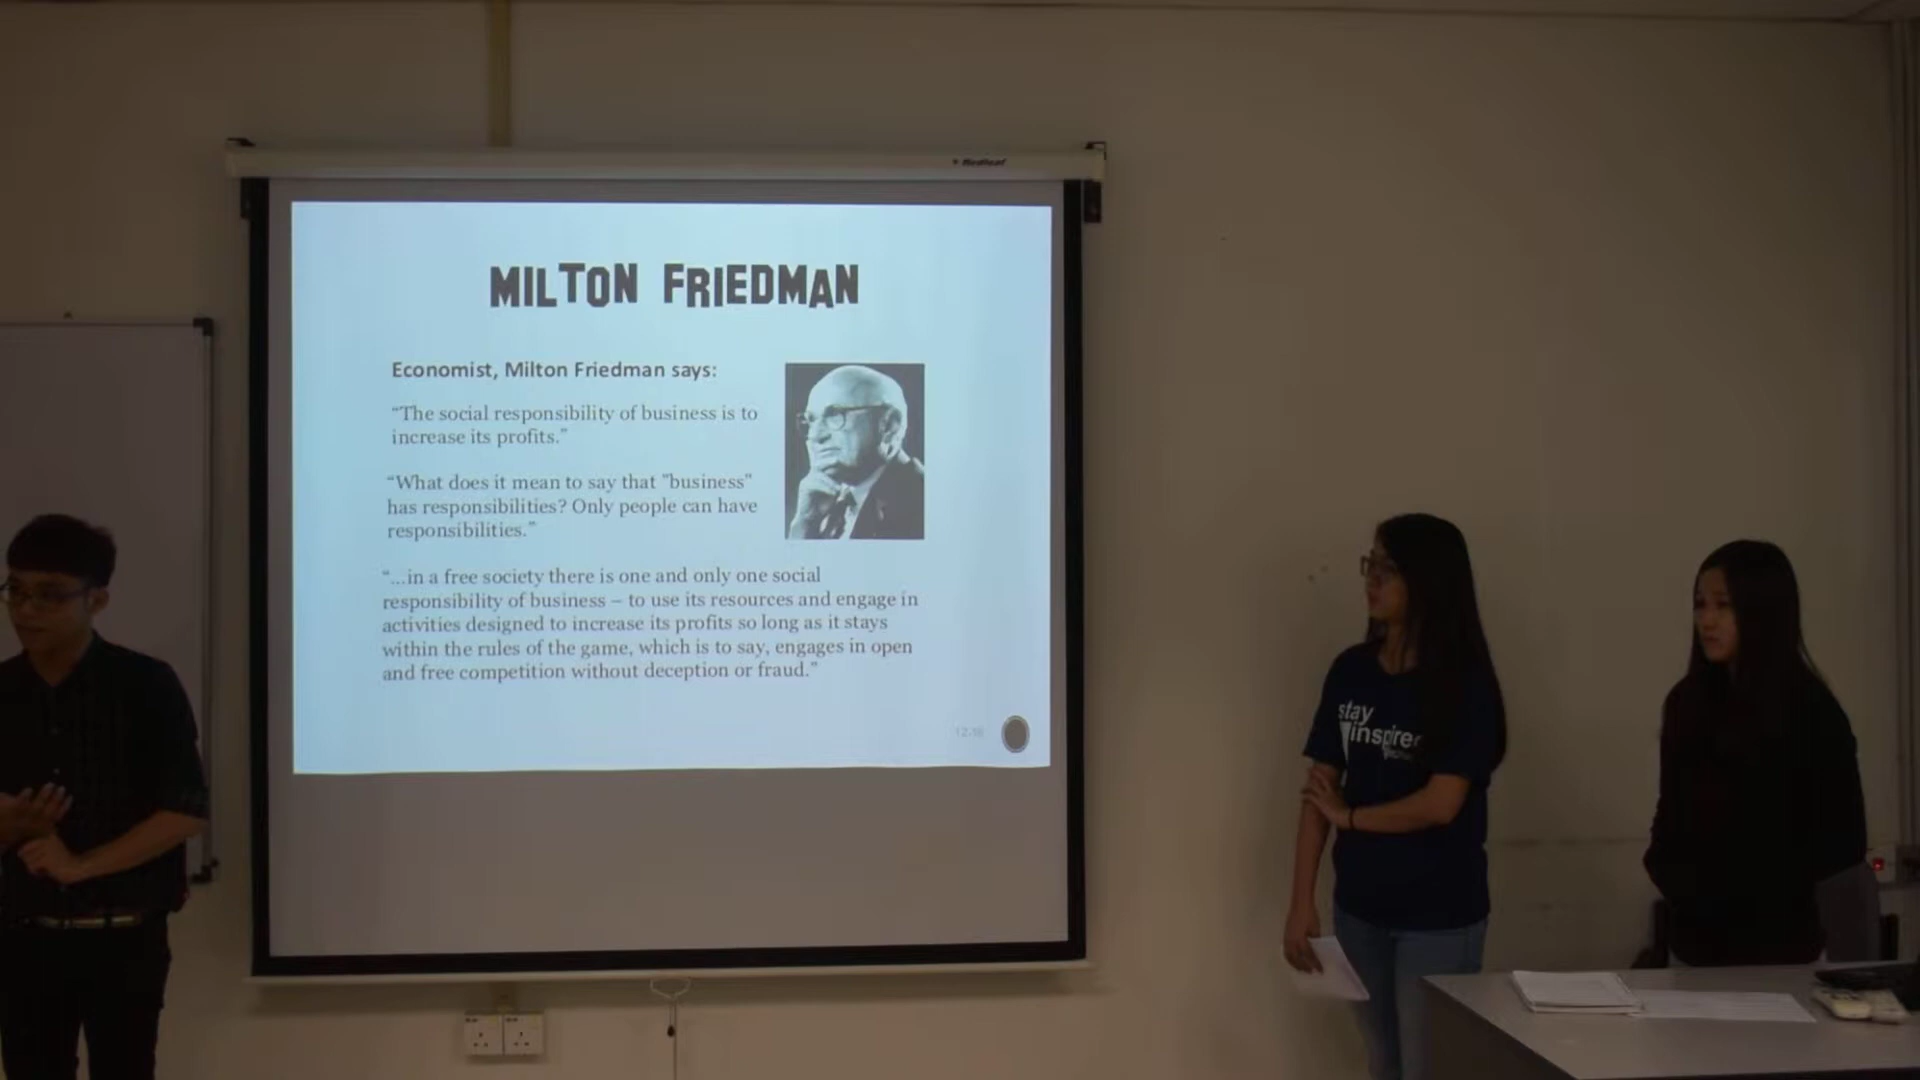 Redleaf
MILTON FRIEDMAN
Economist, Milton Friedman says:
“The social responsibility of business is to
increase its profits.”
“What does it mean to say that "business"
has responsibilities? Only people can have
responsibilities.”
“...in a free society there is one and only one social
responsibility of business – to use its resources and engage in
activities designed to increase its profits so long as it stays
within the rules of the game, which is to say, engages in open
and free competition without deception or fraud.”
stay
inspired